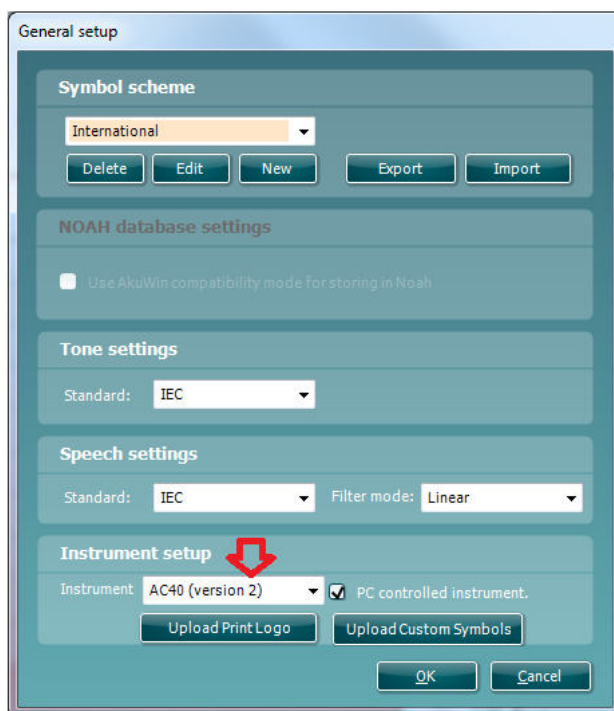 General setup
Symbol scheme
International
Delete Edit New Export Import
NOAH database settings
Use AkuWin compatibility mode for storing in Noah
Tone settings
Standard: IEC
Speech settings
Standard: IEC Filter mode: Linear
Instrument setup
Instrument AC40 (version 2) PC controlled instrument.
Upload Print Logo Upload Custom Symbols
OK Cancel